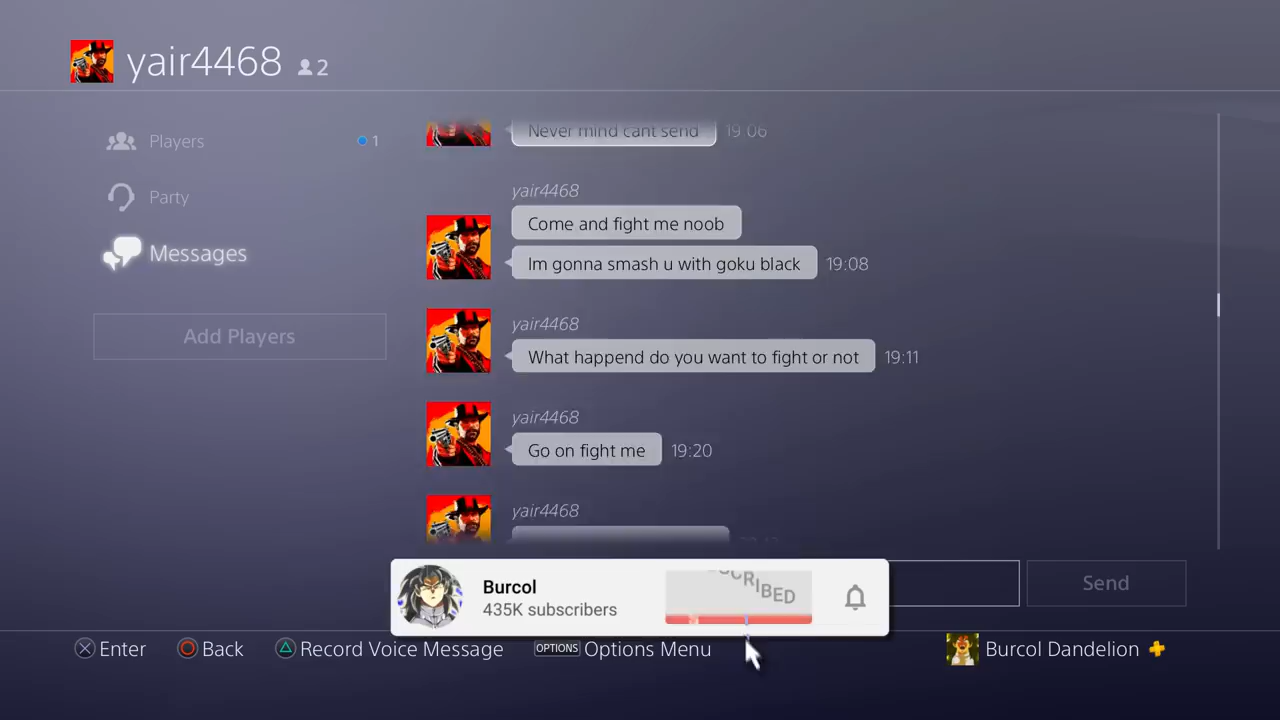 yair4468 2
Players 1
Party
Messages
Add Players
Never mind cant send 19:06
yair4468
Come and fight me noob
Im gonna smash u with goku black 19:08
yair4468
What happend do you want to fight or not 19:11
yair4468
Go on fight me 19:20
yair4468
Send
Burcol
435K subscribers
Enter Back Record Voice Message OPTIONS Options Menu Burcol Dandelion